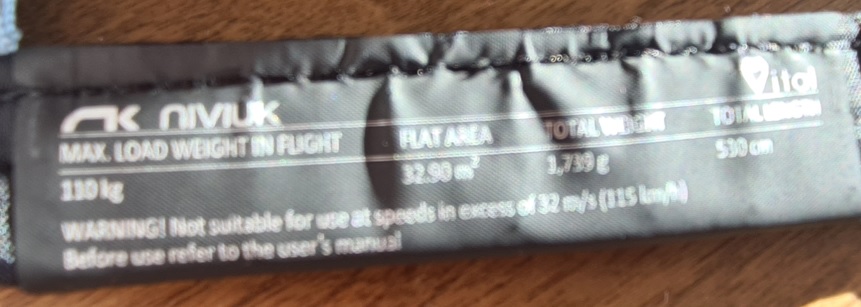 NIVIUK
Vital
MAX. LOAD WEIGHT IN FLIGHT FLAT AREA TOTAL WEIGHT TOTAL LENGTH
110 kg 32.90 m² 1,739 g 530 cm
WARNING! Not suitable for use at speeds in excess of 32 m/s (115 km/h)
Before use refer to the user's manual